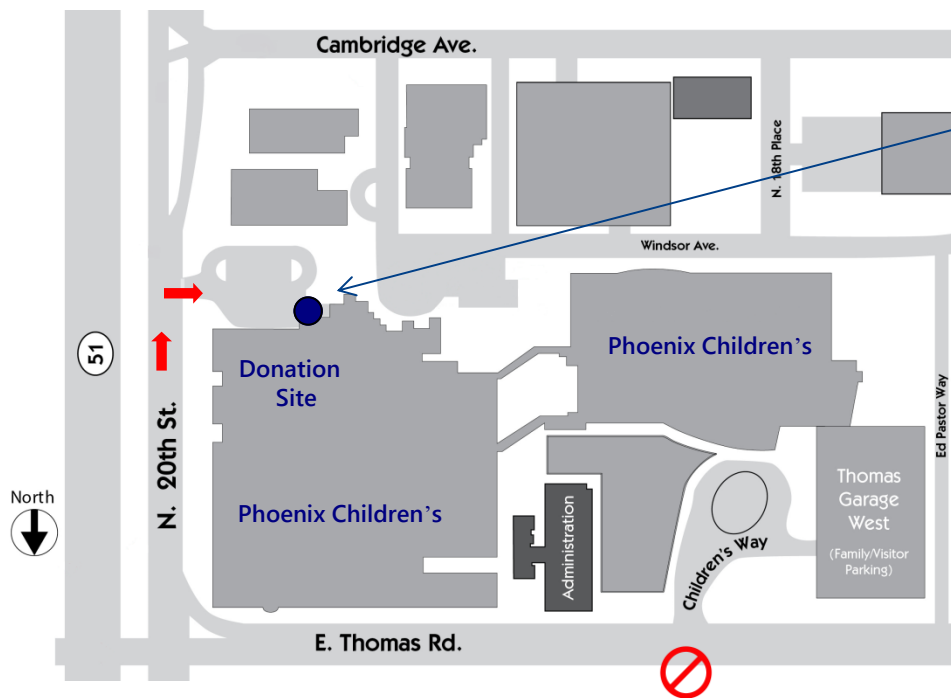 Cambridge Ave.
N. 18th Place
Windsor Ave.
51
Donation
Site
Phoenix Children's
Phoenix Children's
N. 20th St.
North
Ed Pastor Way
Administration
Children's Way
Thomas
Garage
West
(Family/Visitor
Parking)
E. Thomas Rd.